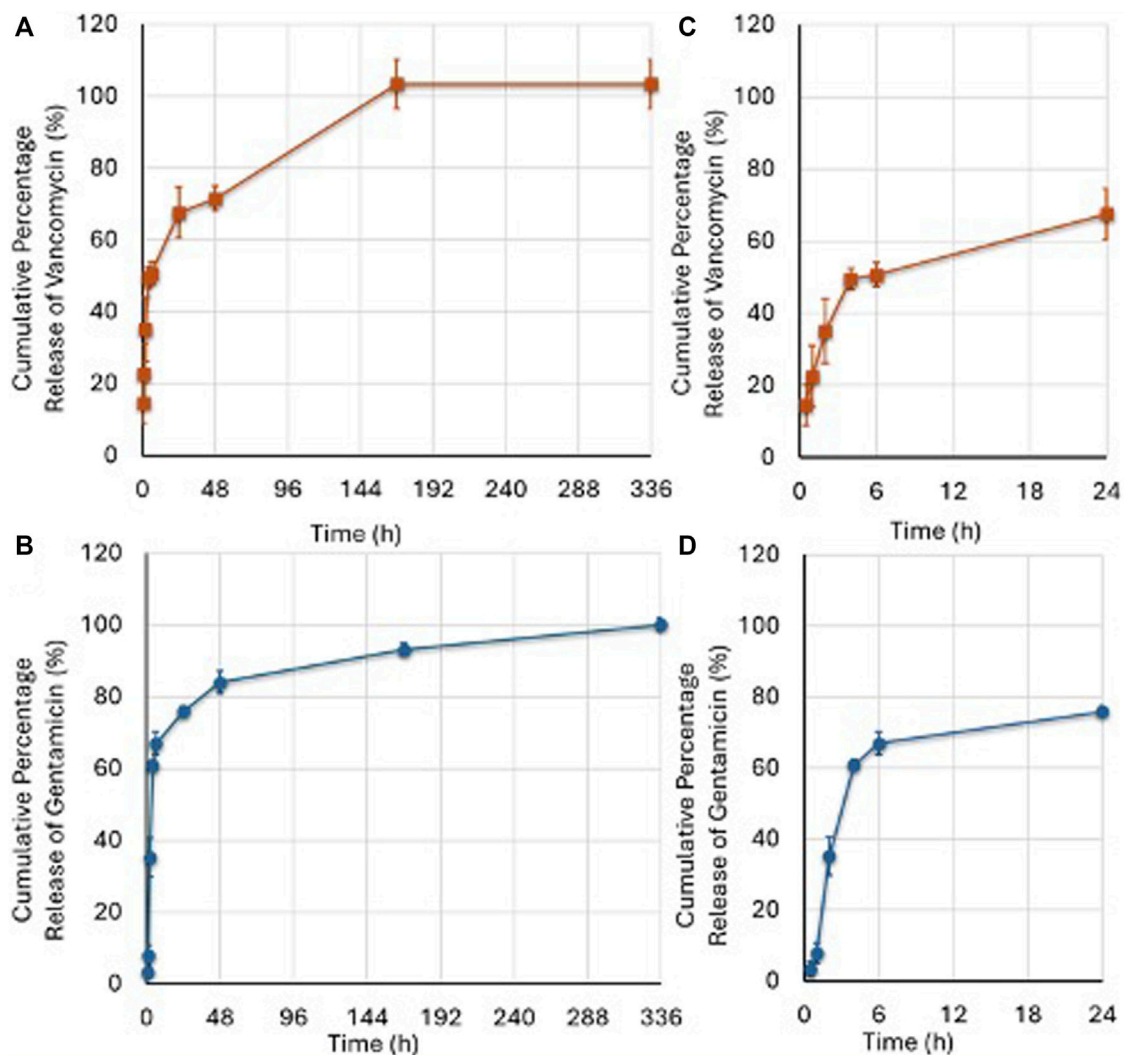 A
Cumulative Percentage
Release of Vancomycin (%)
120
100
80
60
40
20
0
0 48 96 144 192 240 288 336
Time (h)
C
Cumulative Percentage
Release of Vancomycin (%)
120
100
80
60
40
20
0
0 6 12 18 24
Time (h)
B
Cumulative Percentage
Release of Gentamicin (%)
120
100
80
60
40
20
0
0 48 96 144 192 240 288 336
Time (h)
D
Cumulative Percentage
Release of Gentamicin (%)
120
100
80
60
40
20
0
0 6 12 18 24
Time (h)